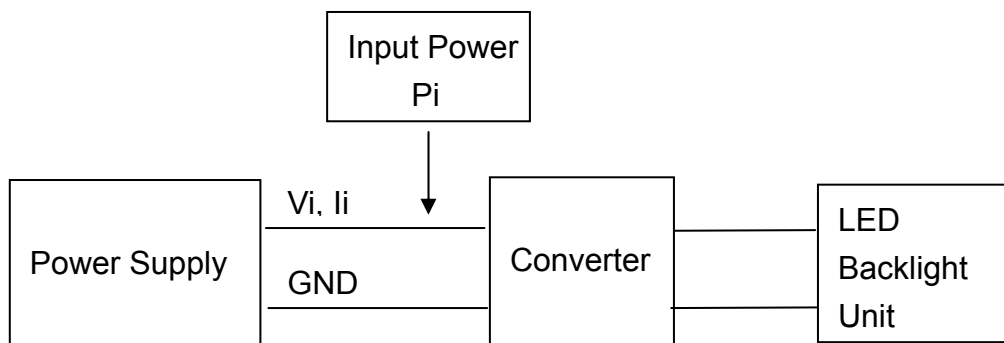 Input Power
Pi
Vi, Ii
Power Supply
GND
Converter
LED
Backlight
Unit